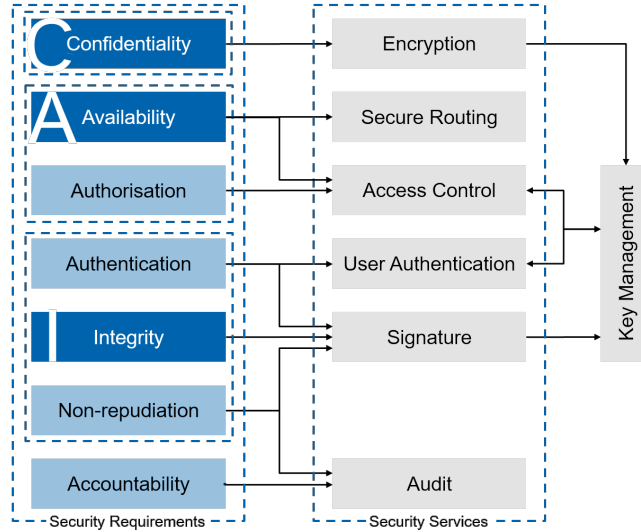 C Confidentiality
Encryption
A Availability
Secure Routing
Authorisation
Access Control
Authentication
User Authentication
I Integrity
Signature
Non-repudiation
Accountability
Audit
Key Management
Security Requirements
Security Services